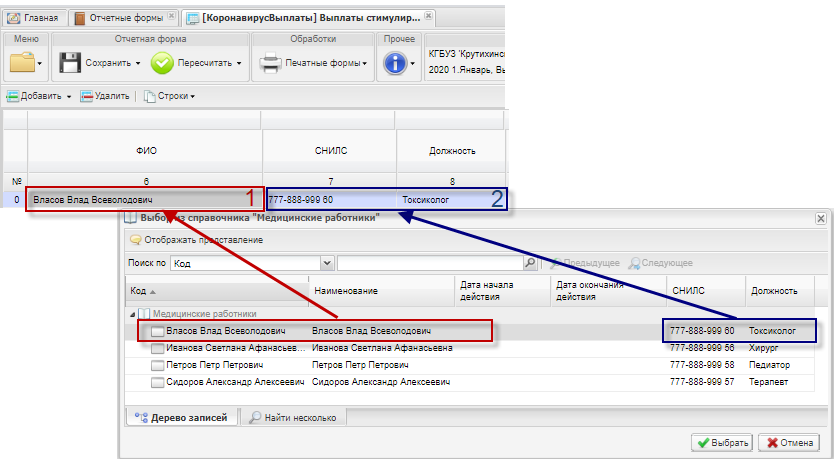 Главная
Отчетные формы
[КоронавирусВыплаты] Выплаты стимулир...
Меню
Отчетная форма
Обработки
Прочее
Сохранить
Пересчитать
Печатные формы
КГБУЗ 'Крутихинс
2020 1.Январь, Вы
Добавить
Удалить
Строки
ФИО
СНИЛС
Должность
№
6
7
8
0
Власов Влад Всеволодович
1
777-888-999 60
Токсиколог
2
Выбор из справочника "Медицинские работники"
Отображать представление
Поиск по
Код
Предыдущее
Следующее
Код
Наименование
Дата начала действия
Дата окончания действия
СНИЛС
Должность
Медицинские работники
Власов Влад Всеволодович Власов Влад Всеволодович 777-888-999 60 Токсиколог
Иванова Светлана Афанасьев... Иванова Светлана Афанасьевна 777-888-999 56 Хирург
Петров Петр Петрович Петров Петр Петрович 777-888-999 58 Педиатор
Сидоров Александр Алексеевич Сидоров Александр Алексеевич 777-888-999 57 Терапевт
Дерево записей
Найти несколько
Выбрать
Отмена